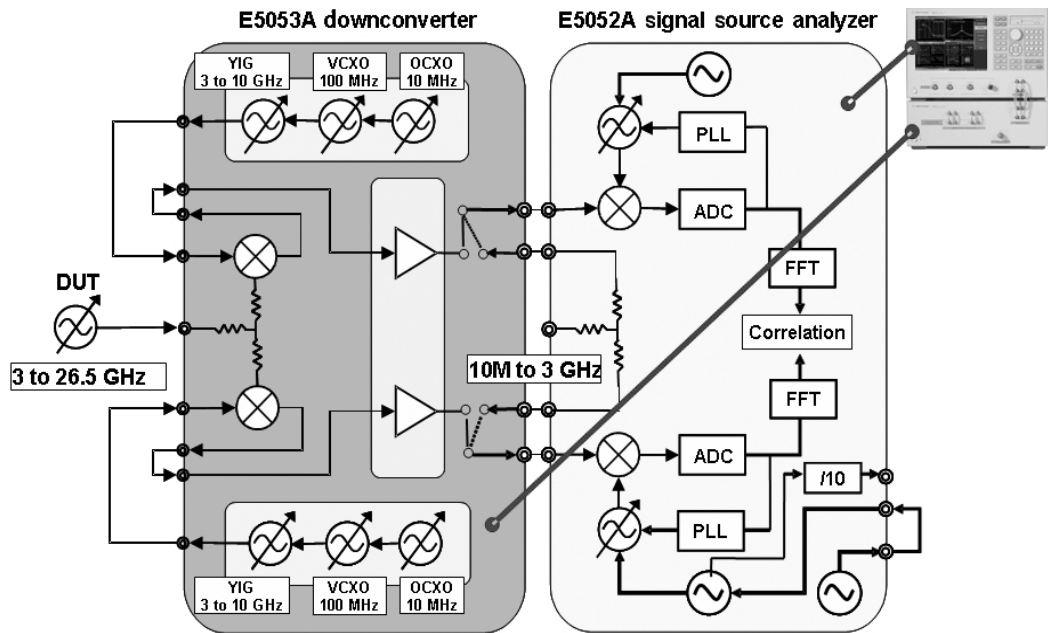 E5053A downconverter
E5052A signal source analyzer
YIG
3 to 10 GHz
VCXO
100 MHz
OCXO
10 MHz
PLL
ADC
FFT
DUT
Correlation
3 to 26.5 GHz
10M to 3 GHz
FFT
ADC
/10
PLL
YIG
3 to 10 GHz
VCXO
100 MHz
OCXO
10 MHz